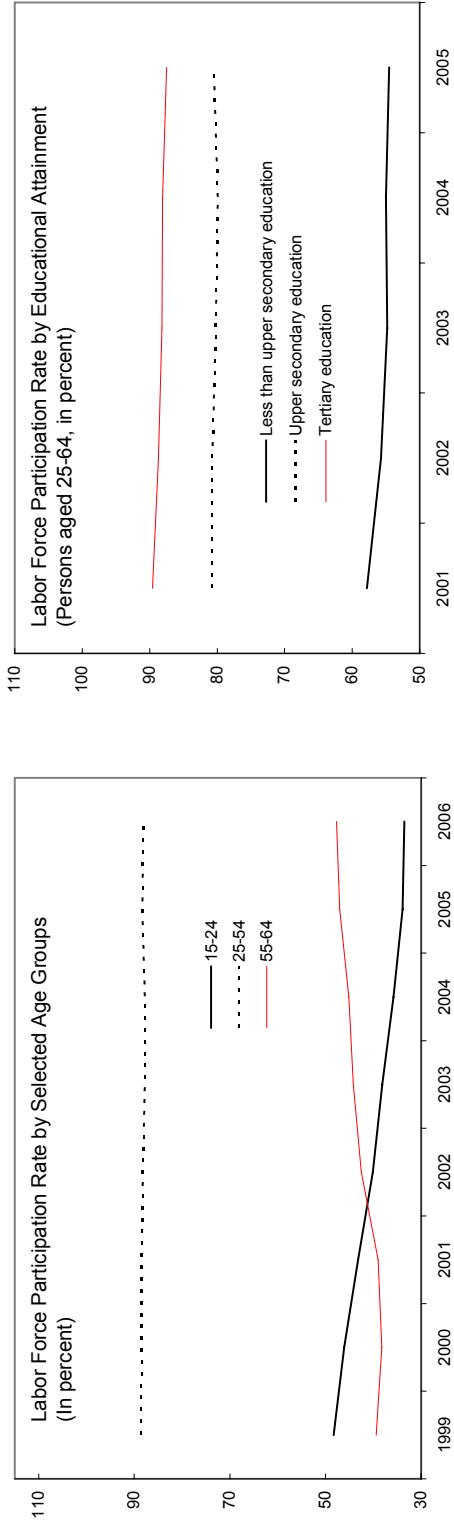 Labor Force Participation Rate by Selected Age Groups
(In percent)
110
90
70
50
30
15-24
25-54
55-64
1999 2000 2001 2002 2003 2004 2005 2006
Labor Force Participation Rate by Educational Attainment
(Persons aged 25-64, in percent)
110
100
90
80
70
60
50
Less than upper secondary education
Upper secondary education
Tertiary education
2001 2002 2003 2004 2005